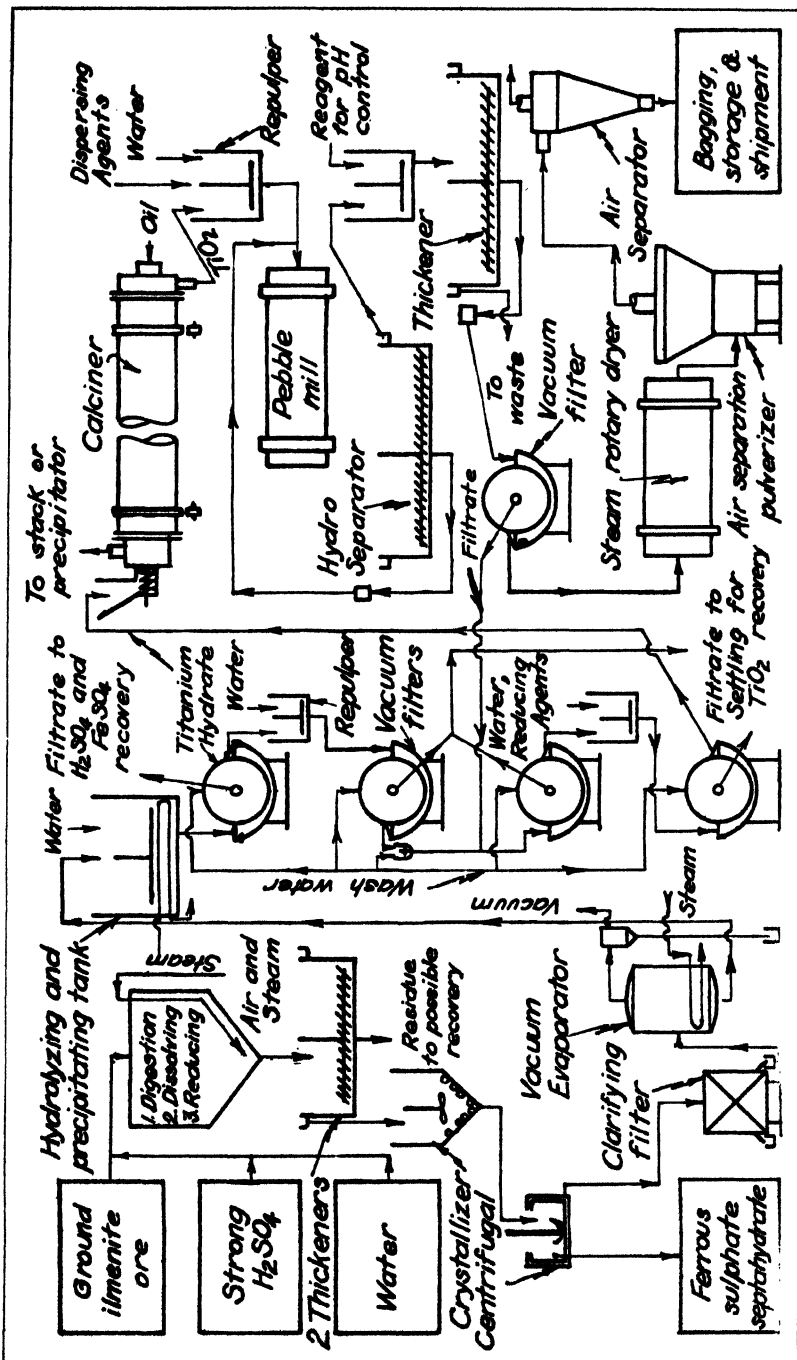 Ground
ilmenite
ore
Strong
H2SO4
Water
Hydrolyzing and
precipitating tank
1. Digestion
2. Dissolving
3. Reducing
Steam
Air and
Steam
2 Thickeners
Residue
to possible
recovery
Crystallizer
Centrifugal
Ferrous
sulphate
septahydrate
Clarifying
filter
Vacuum
Evaporator
Vacuum
Steam
Water
Filtrate to
H2SO4 and
FeSO4
recovery
Titanium
Hydrate
Water
Repulper
Vacuum
filters
Wash water
Water,
Reducing
Agents
Filtrate to
Settling for
TiO2 recovery
To stack or
precipitator
Calciner
Oil
TiO2
Dispersing
Agents
Water
Repulper
Pebble
mill
Hydro
Separator
Reagent
for pH
control
Thickener
To
waste
Vacuum
filter
Filtrate
Steam rotary dryer
Air separation
pulverizer
Air
Separator
Bagging,
storage &
shipment